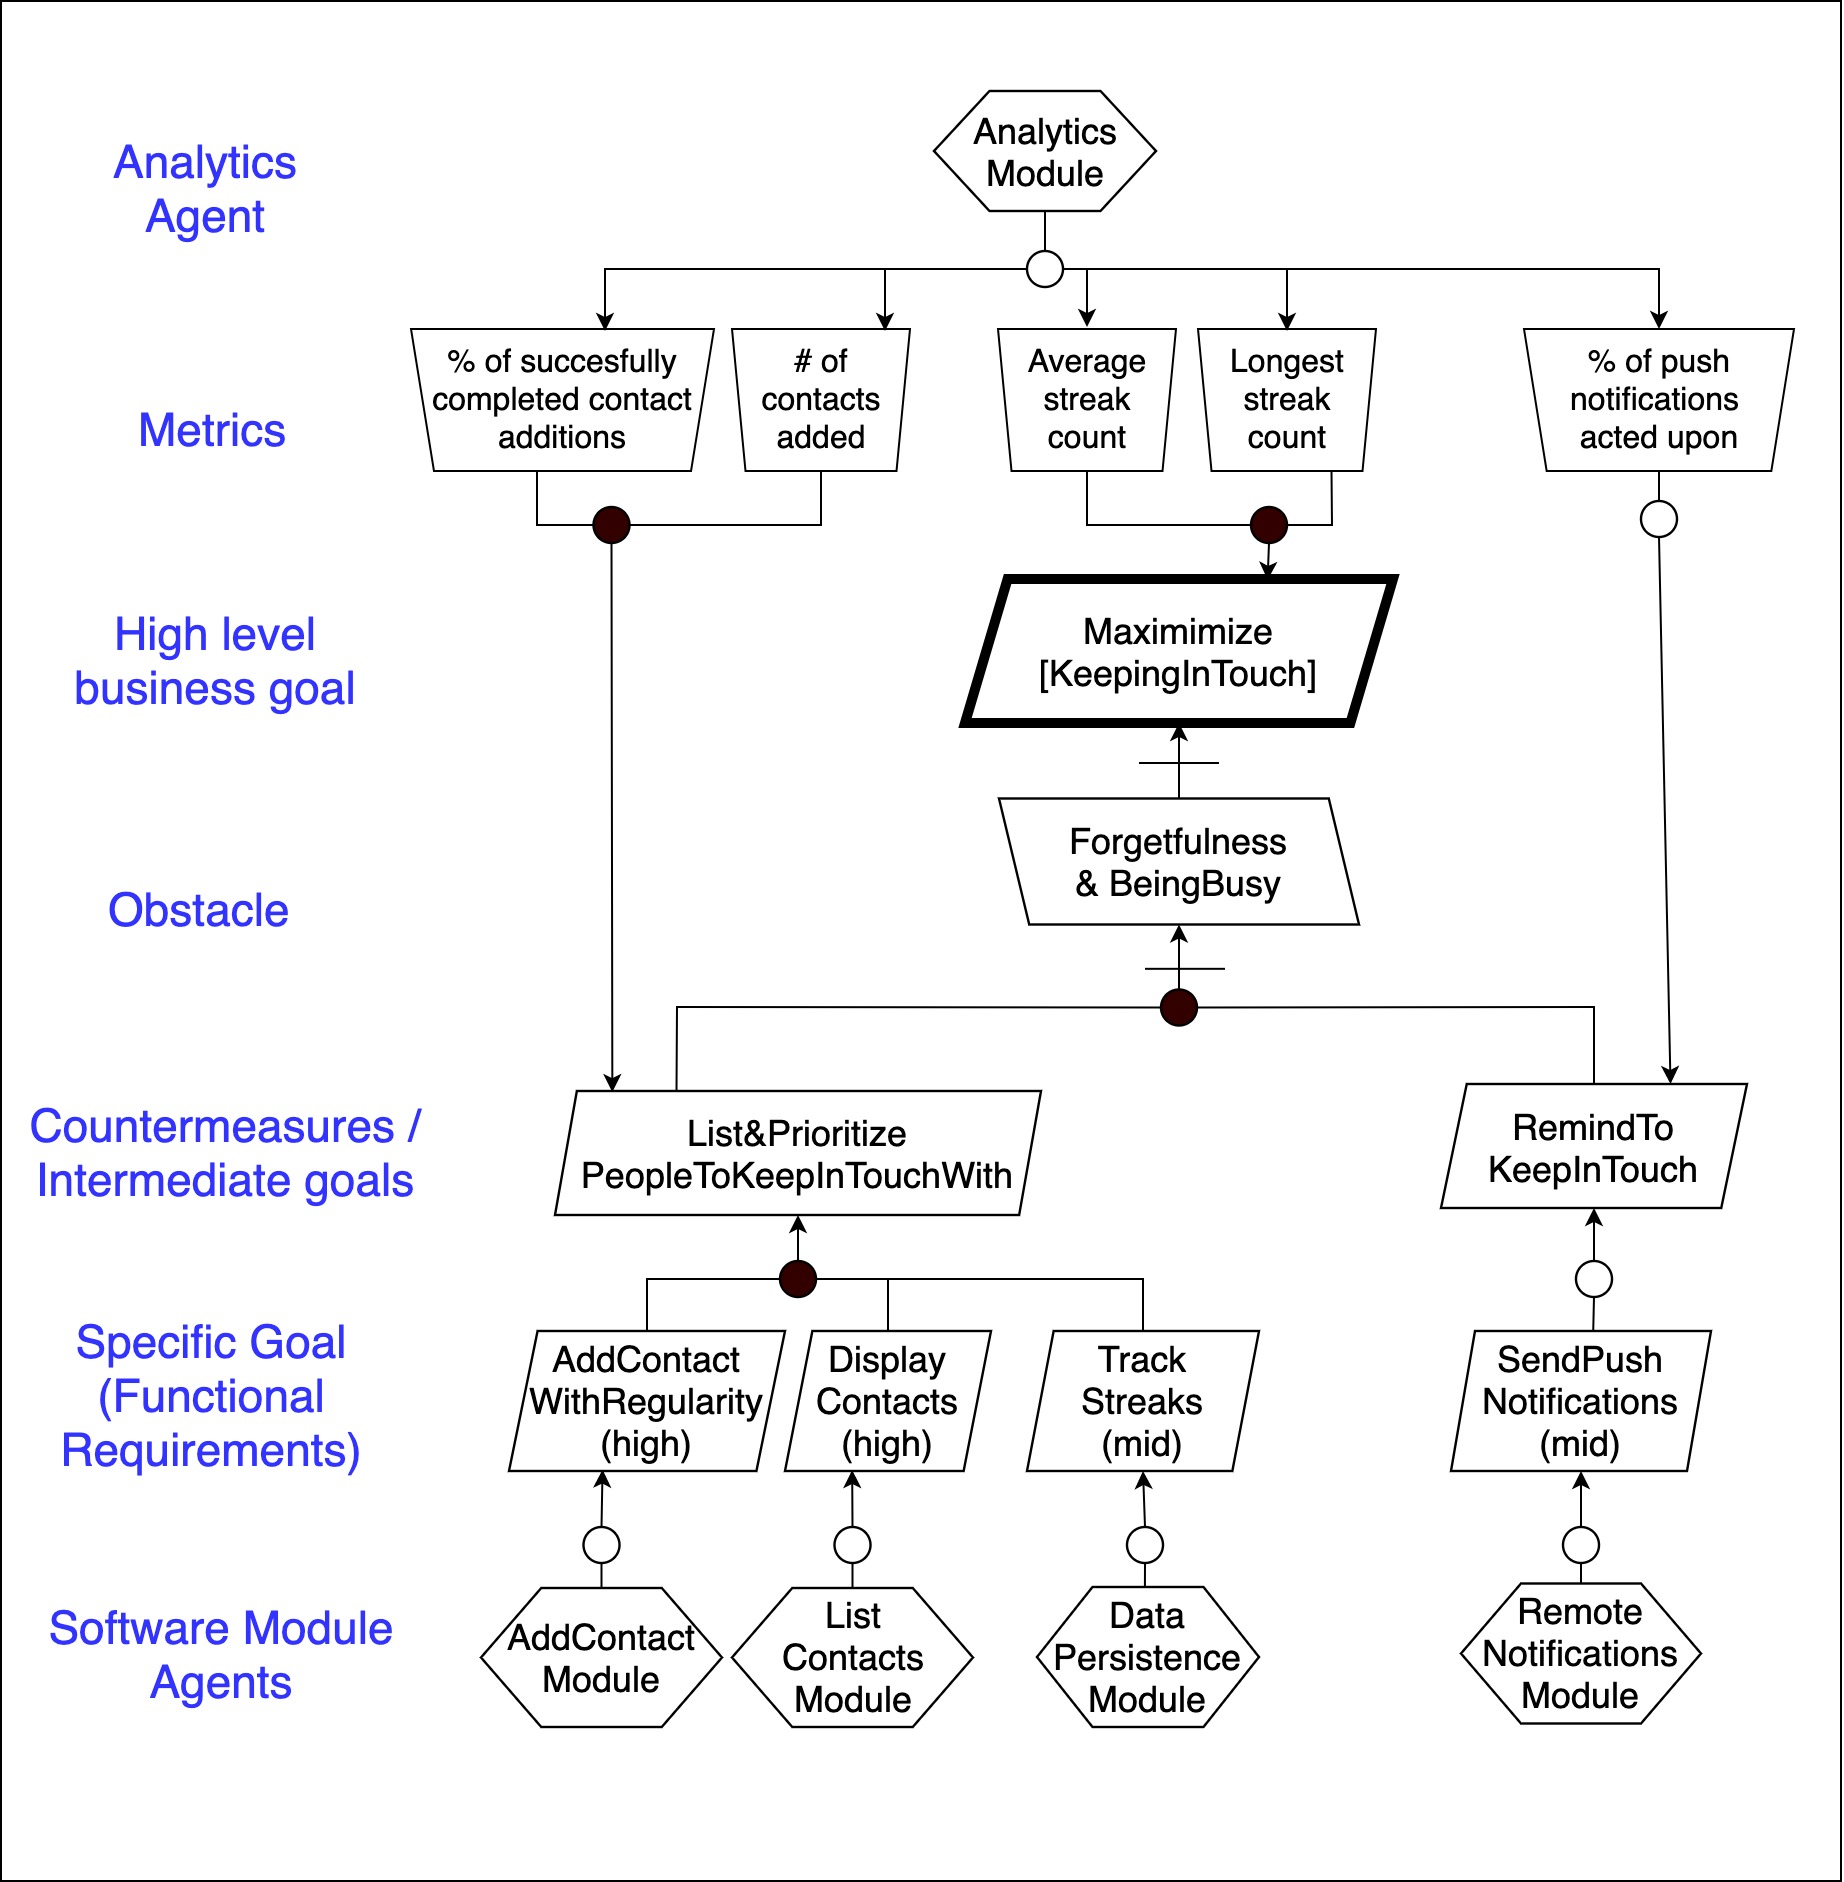 Analytics
Agent
Analytics
Module
Metrics
% of succesfully
completed contact
additions
# of
contacts
added
Average
streak
count
Longest
streak
count
% of push
notifications
acted upon
High level
business goal
Maximimize
[KeepingInTouch]
Obstacle
Forgetfulness
& BeingBusy
Countermeasures /
Intermediate goals
List&Prioritize
PeopleToKeepInTouchWith
RemindTo
KeepInTouch
Specific Goal
(Functional
Requirements)
AddContact
WithRegularity
(high)
Display
Contacts
(high)
Track
Streaks
(mid)
SendPush
Notifications
(mid)
Software Module
Agents
AddContact
Module
List
Contacts
Module
Data
Persistence
Module
Remote
Notifications
Module